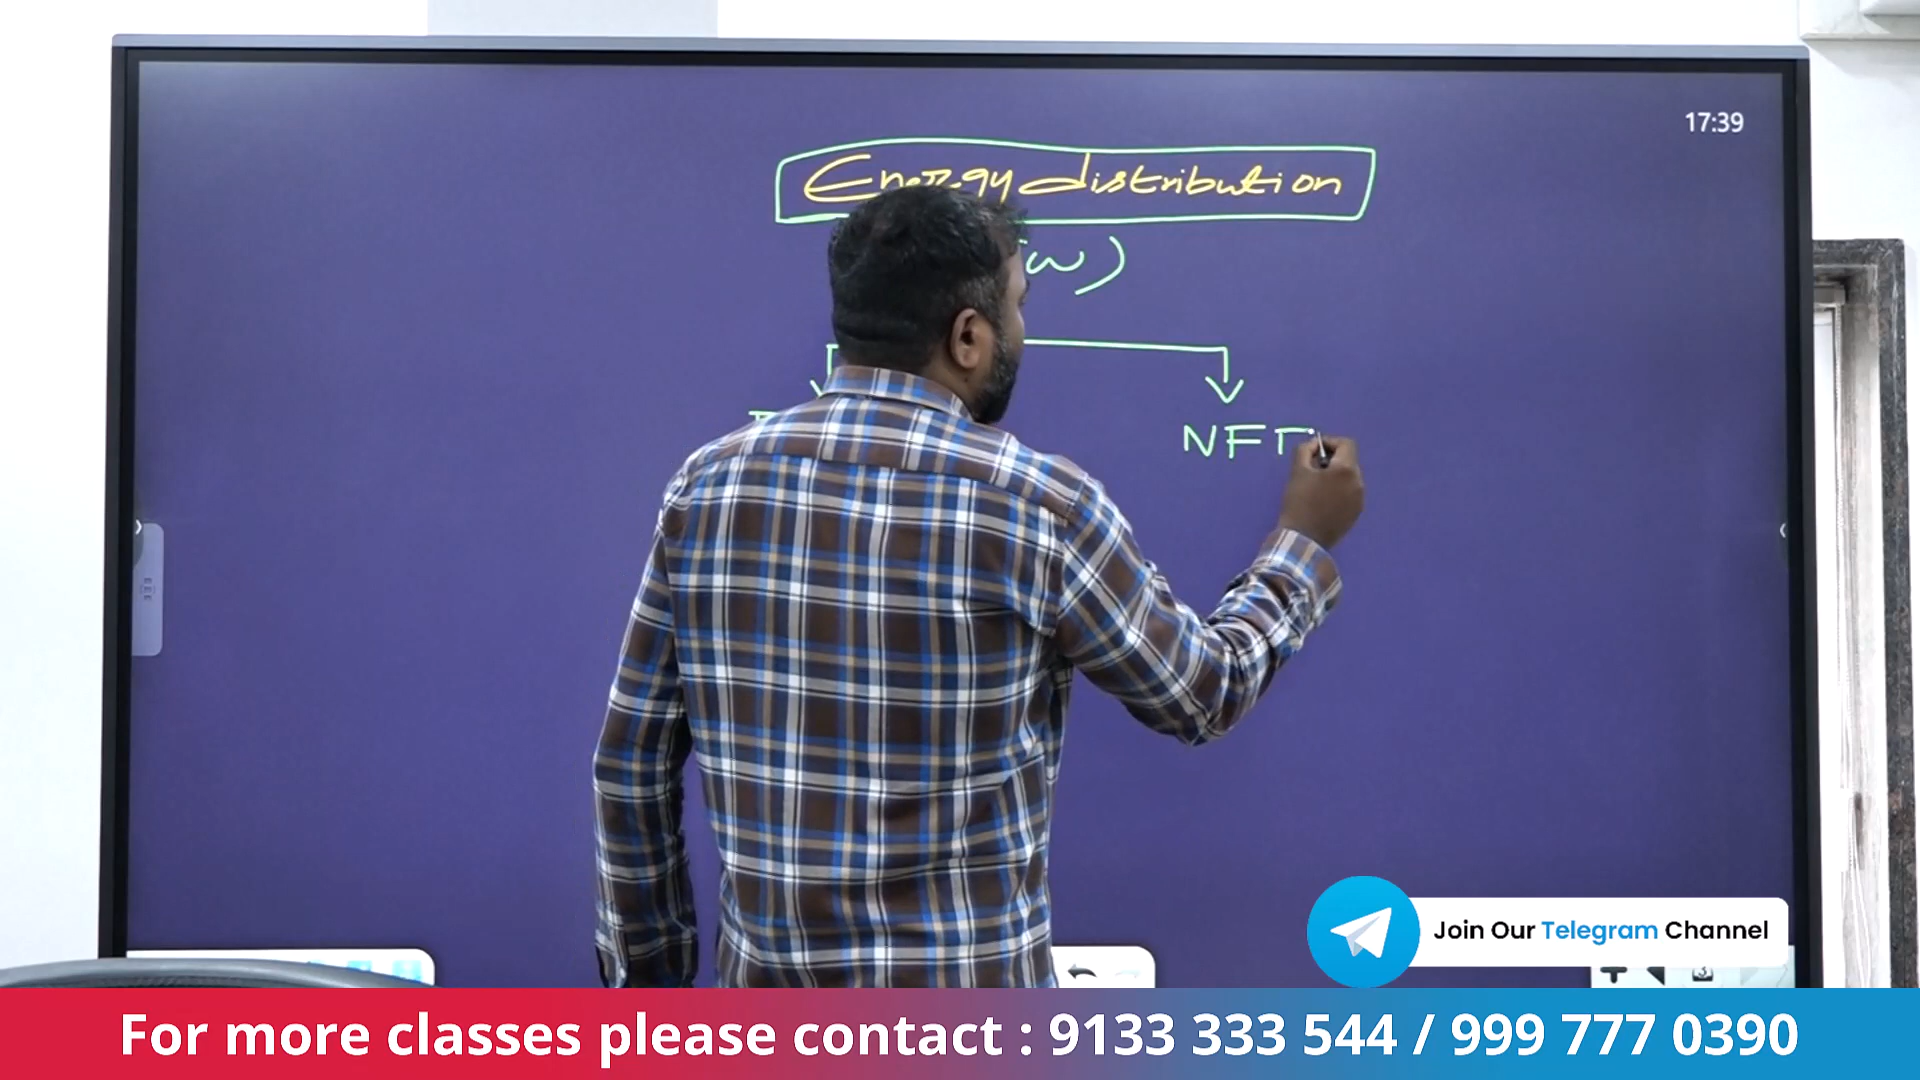 17:39
Energy distribution
w)
NF
Join Our Telegram Channel
For more classes please contact : 9133 333 544 / 999 777 0390